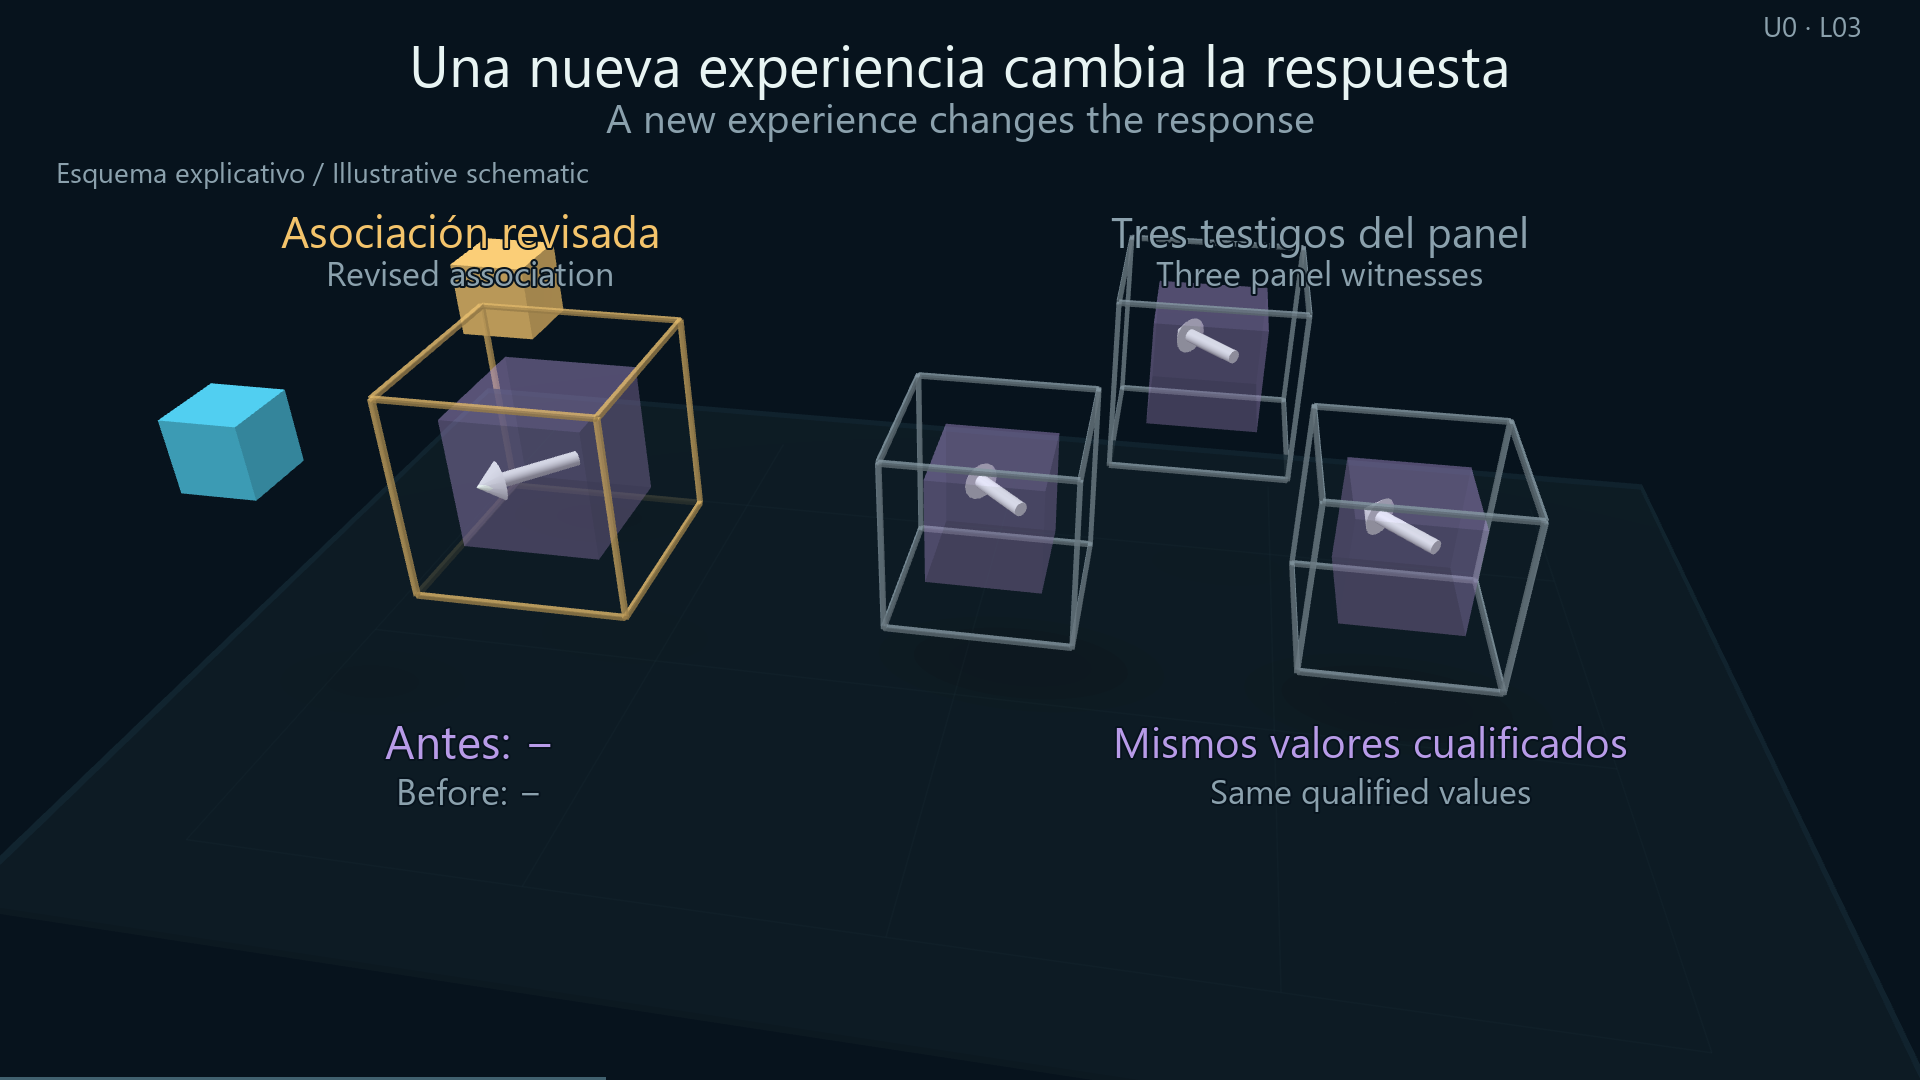 U0 · L03
Una nueva experiencia cambia la respuesta
A new experience changes the response
Esquema explicativo / Illustrative schematic
Asociación revisada
Revised association
Tres testigos del panel
Three panel witnesses
Antes: −
Before: −
Mismos valores cualificados
Same qualified values